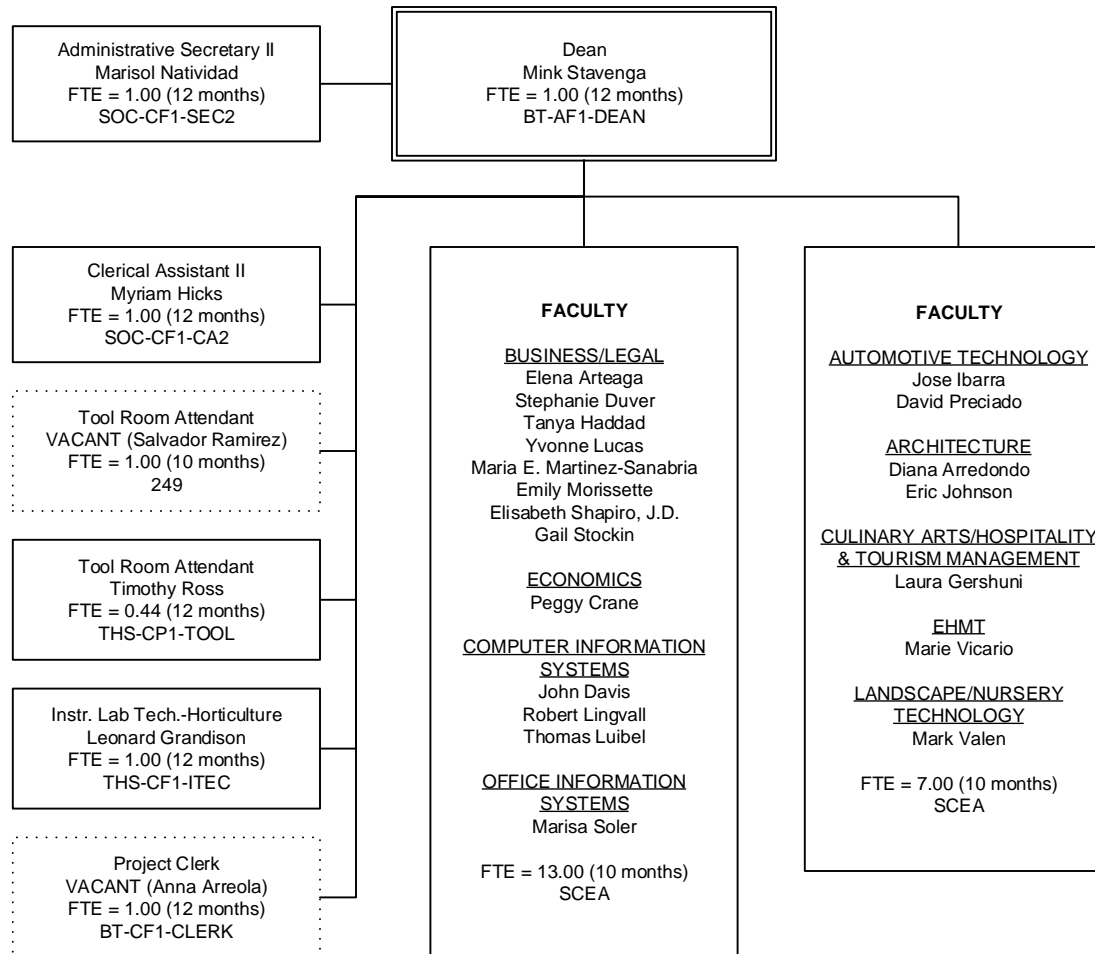 Administrative Secretary II
Marisol Natividad
FTE = 1.00 (12 months)
SOC-CF1-SEC2
Dean
Mink Stavenga
FTE = 1.00 (12 months)
BT-AF1-DEAN
Clerical Assistant II
Myriam Hicks
FTE = 1.00 (12 months)
SOC-CF1-CA2
Tool Room Attendant
VACANT (Salvador Ramirez)
FTE = 1.00 (10 months)
249
Tool Room Attendant
Timothy Ross
FTE = 0.44 (12 months)
THS-CP1-TOOL
Instr. Lab Tech.-Horticulture
Leonard Grandison
FTE = 1.00 (12 months)
THS-CF1-ITEC
Project Clerk
VACANT (Anna Arreola)
FTE = 1.00 (12 months)
BT-CF1-CLERK
FACULTY
BUSINESS/LEGAL
Elena Arteaga
Stephanie Duver
Tanya Haddad
Yvonne Lucas
Maria E. Martinez-Sanabria
Emily Morissette
Elisabeth Shapiro, J.D.
Gail Stockin
ECONOMICS
Peggy Crane
COMPUTER INFORMATION
SYSTEMS
John Davis
Robert Lingvall
Thomas Luibel
OFFICE INFORMATION
SYSTEMS
Marisa Soler
FTE = 13.00 (10 months)
SCEA
FACULTY
AUTOMOTIVE TECHNOLOGY
Jose Ibarra
David Preciado
ARCHITECTURE
Diana Arredondo
Eric Johnson
CULINARY ARTS/HOSPITALITY
& TOURISM MANAGEMENT
Laura Gershuni
EHMT
Marie Vicario
LANDSCAPE/NURSERY
TECHNOLOGY
Mark Valen
FTE = 7.00 (10 months)
SCEA